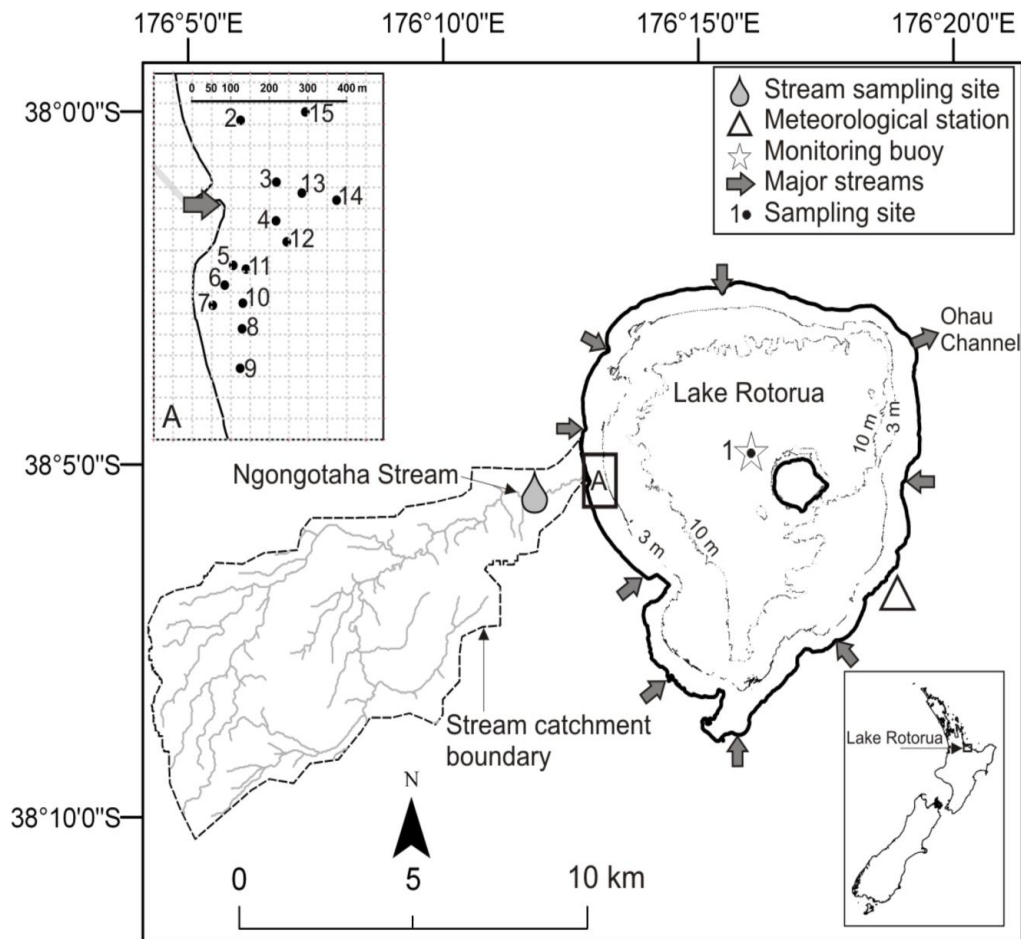 176°5'0"E
176°10'0"E
176°15'0"E
176°20'0"E
38°0'0"S
38°5'0"S
38°10'0"S
0 50 100 200 300 400 m
15
2
3
13
14
4
12
5
11
6
7
10
8
9
A
Stream sampling site
Meteorological station
Monitoring buoy
Major streams
1 Sampling site
Ohau
Channel
Lake Rotorua
10 m
3 m
1
Ngongotaha Stream
A
3 m
10 m
Stream catchment
boundary
Lake Rotorua
N
0 5 10 km